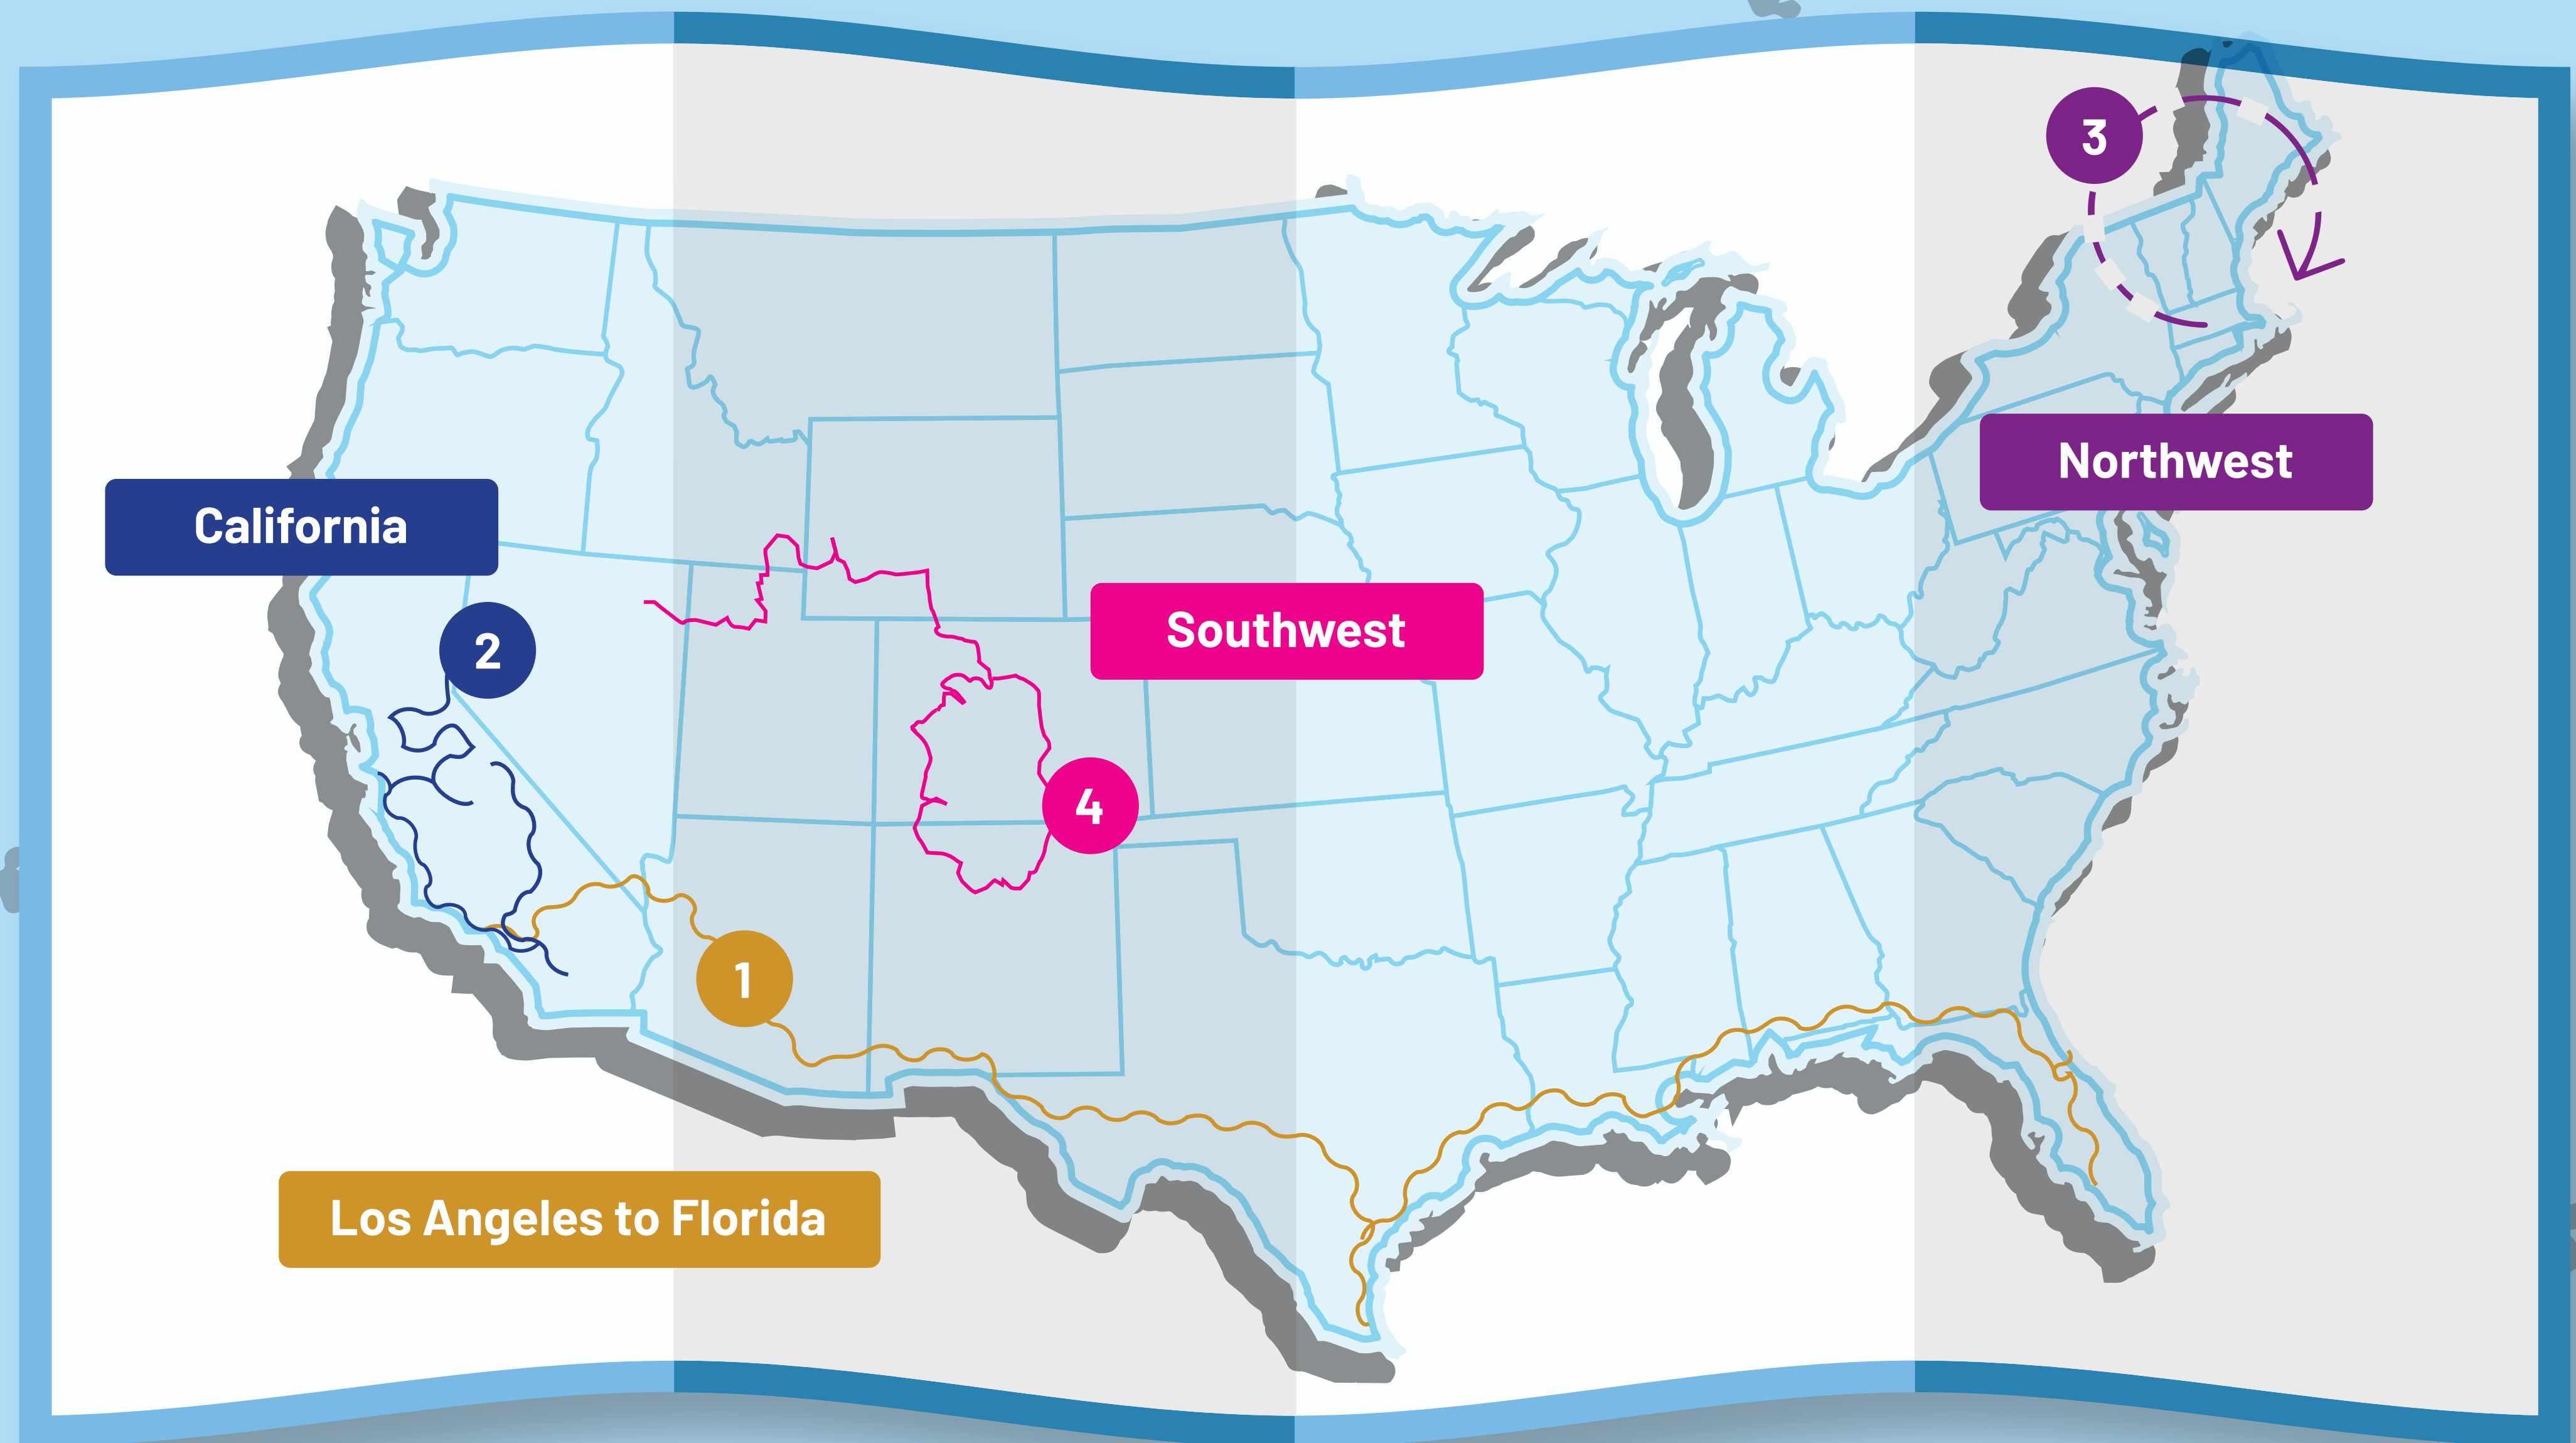 3
Northwest
California
Southwest
2
4
1
Los Angeles to Florida